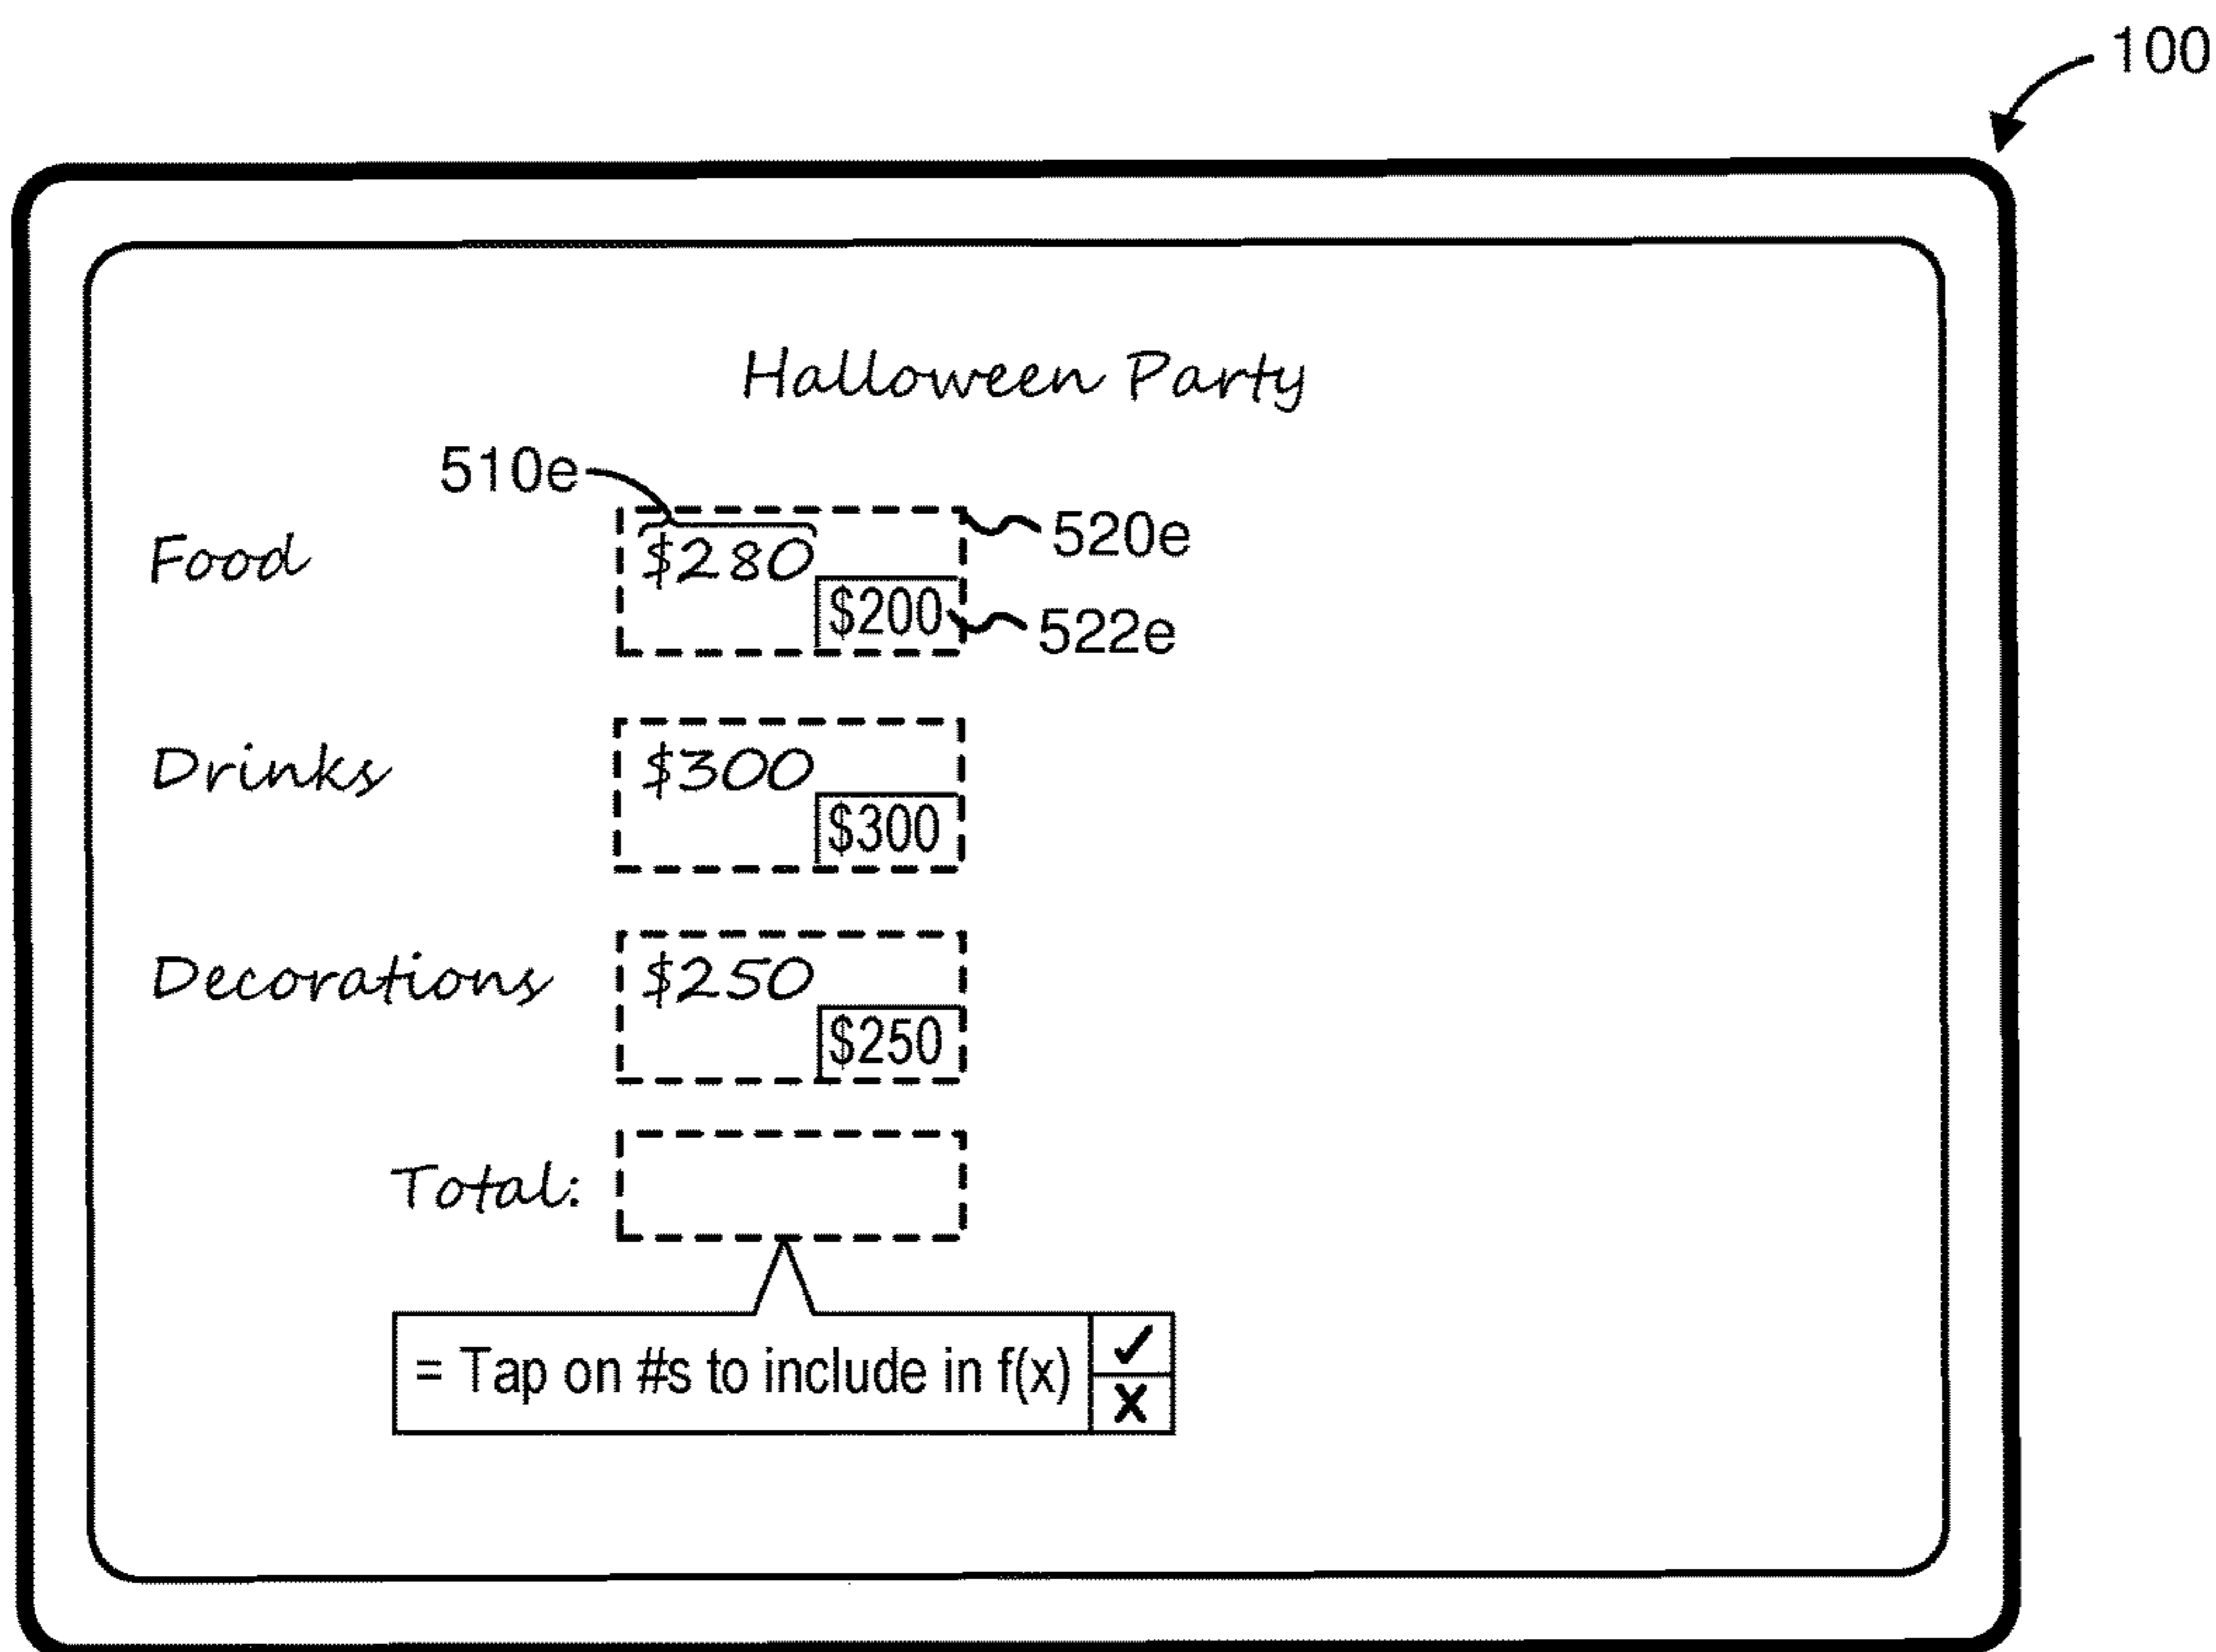 100
Halloween Party
510e
Food $280 520e
$200 522e
Drinks $300
$300
Decorations $250
$250
Total:
= Tap on #s to include in f(x) ✓
X